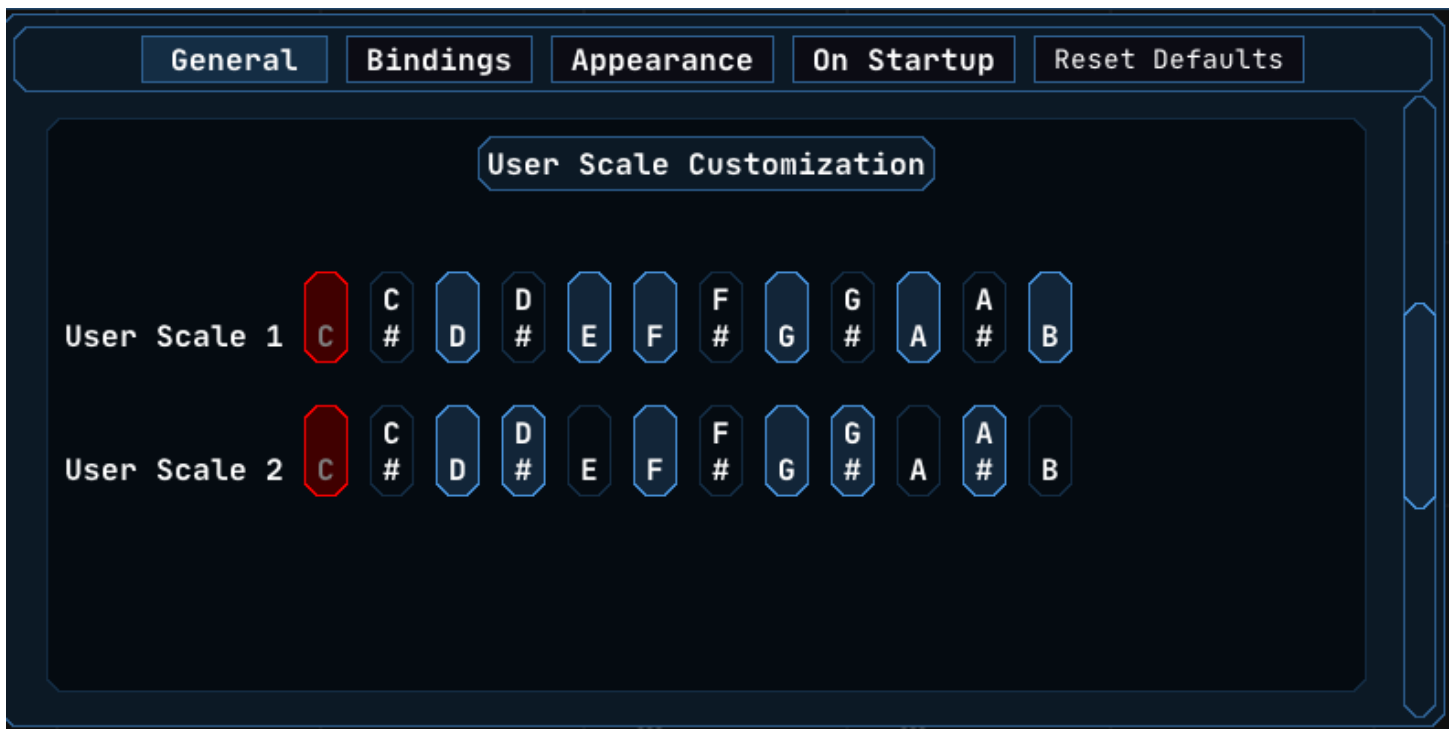 General Bindings Appearance On Startup Reset Defaults
User Scale Customization
User Scale 1 C C# D D# E F F# G G# A A# B
User Scale 2 C C# D D# E F F# G G# A A# B